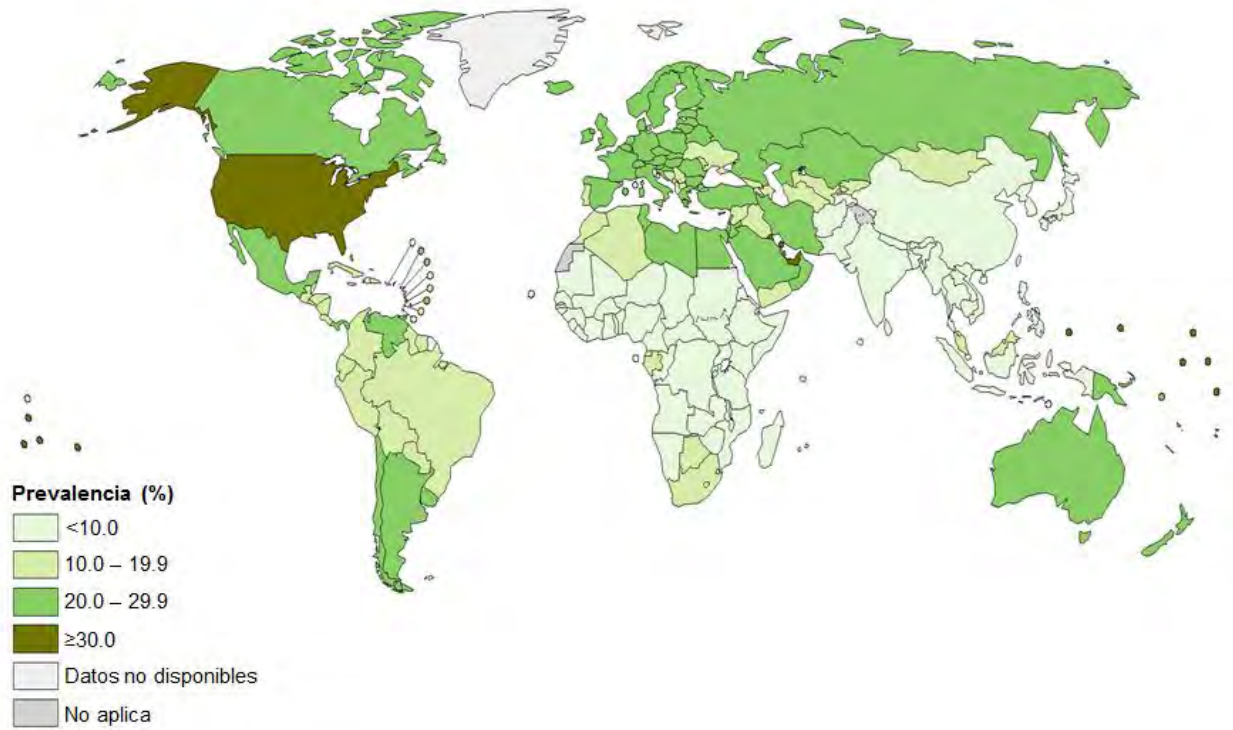 Prevalencia (%)
<10.0
10.0 – 19.9
20.0 – 29.9
≥30.0
Datos no disponibles
No aplica